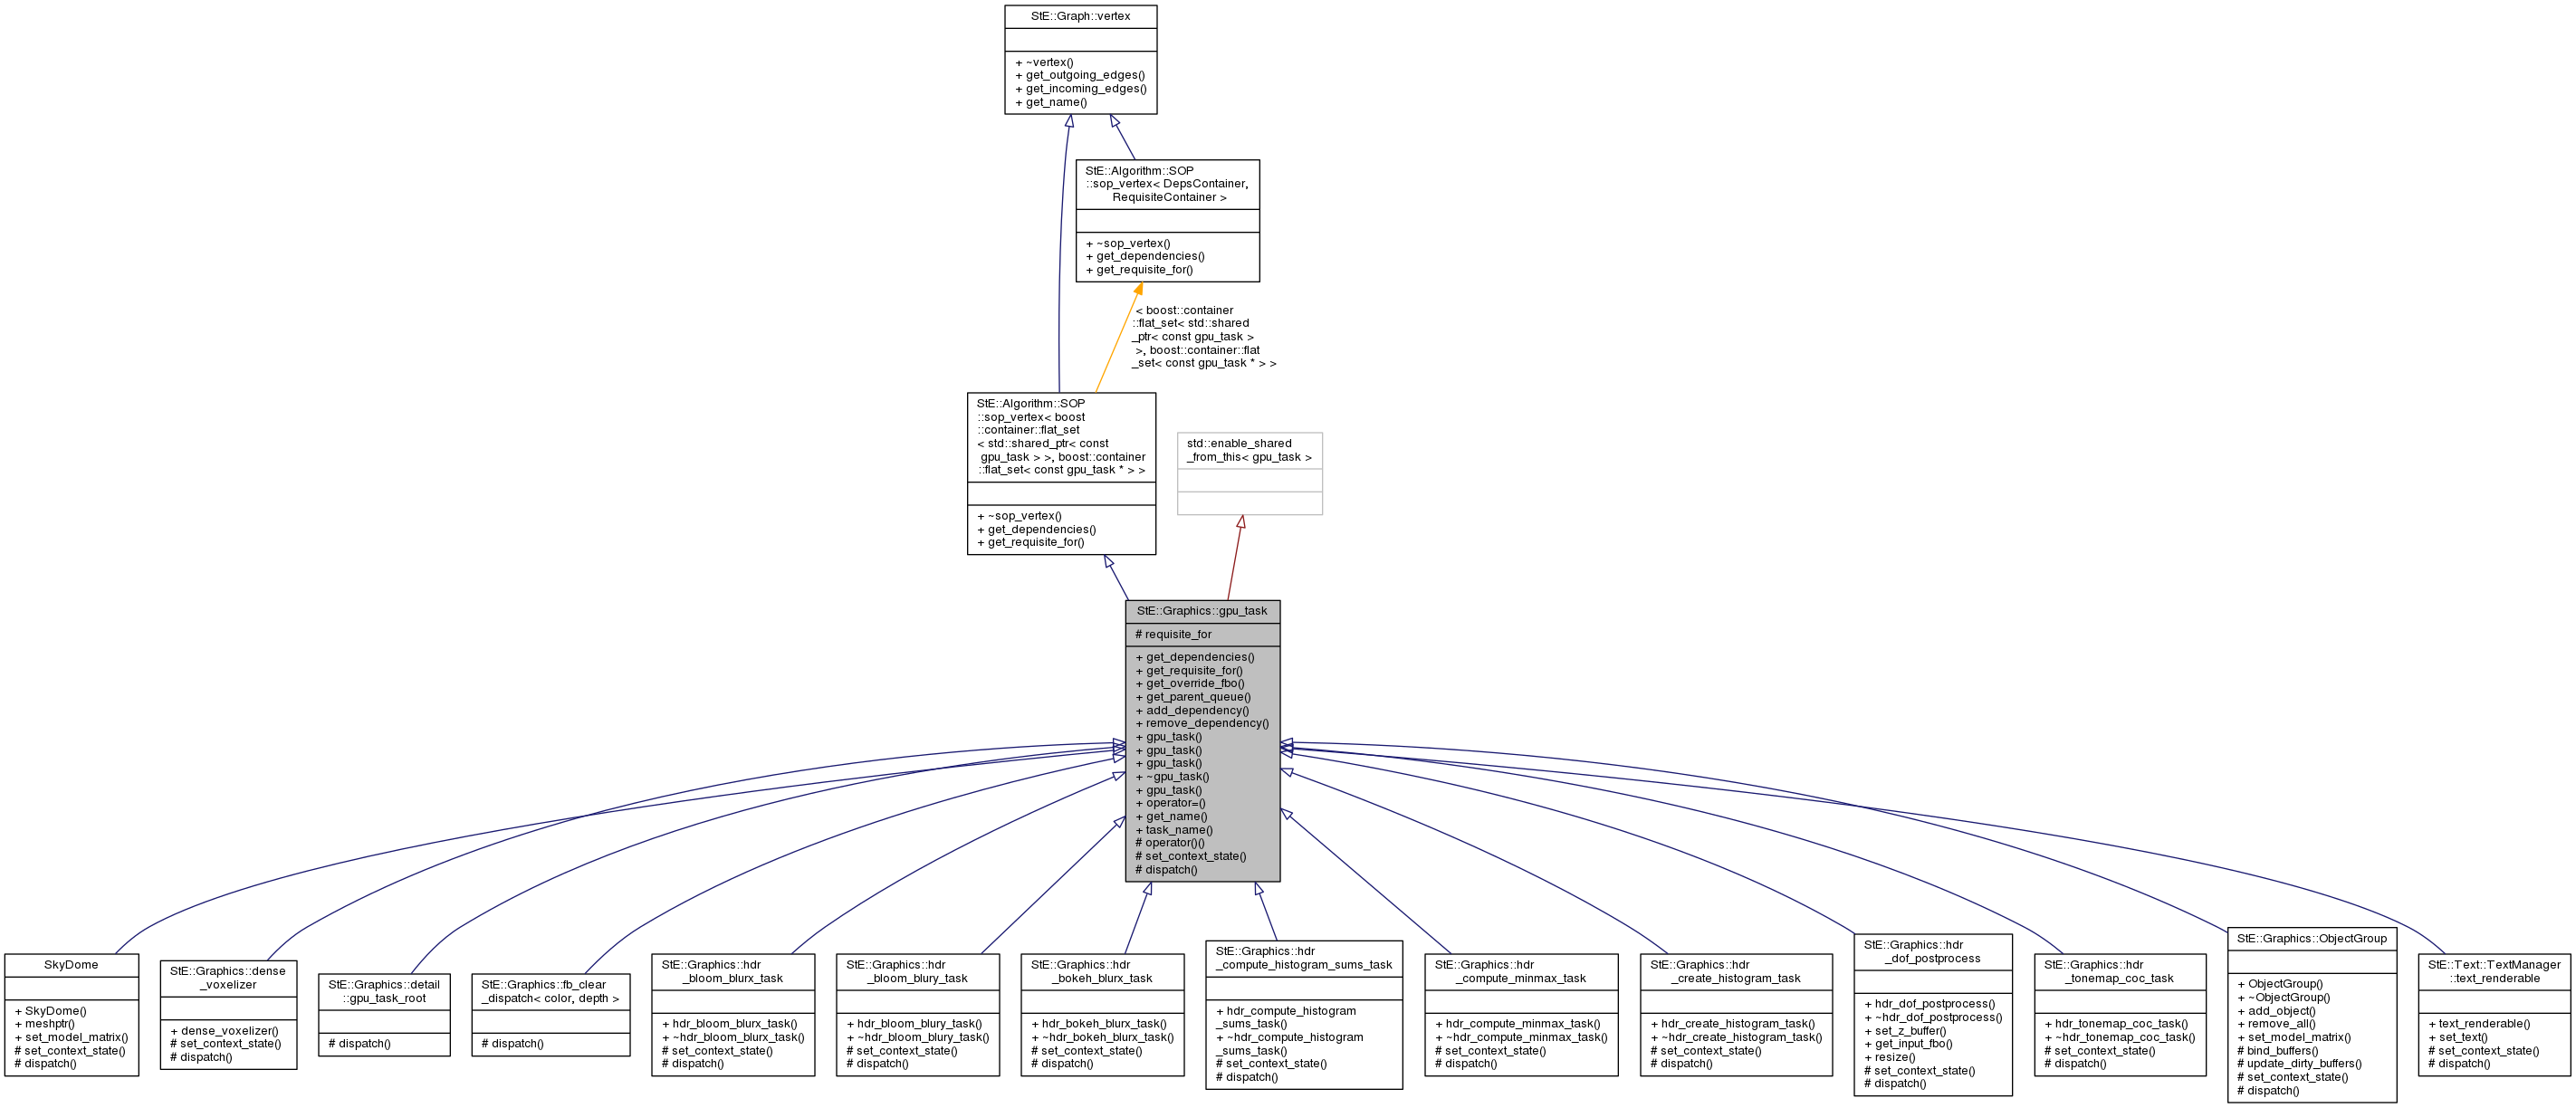 StE::Graph::vertex
+ ~vertex()
+ get_outgoing_edges()
+ get_incoming_edges()
+ get_name()
StE::Algorithm::SOP
::sop_vertex< DepsContainer,
RequisiteContainer >
+ ~sop_vertex()
+ get_dependencies()
+ get_requisite_for()
< boost::container
::flat_set< std::shared
_ptr< const gpu_task >
>, boost::container::flat
_set< const gpu_task * > >
StE::Algorithm::SOP
::sop_vertex< boost
::container::flat_set
< std::shared_ptr< const
gpu_task > >, boost::container
::flat_set< const gpu_task * > >
+ ~sop_vertex()
+ get_dependencies()
+ get_requisite_for()
std::enable_shared
_from_this< gpu_task >
StE::Graphics::gpu_task
# requisite_for
+ get_dependencies()
+ get_requisite_for()
+ get_override_fbo()
+ get_parent_queue()
+ add_dependency()
+ remove_dependency()
+ gpu_task()
+ gpu_task()
+ gpu_task()
+ ~gpu_task()
+ gpu_task()
+ operator=()
+ get_name()
+ task_name()
# operator()()
# set_context_state()
# dispatch()
SkyDome
+ SkyDome()
+ meshptr()
+ set_model_matrix()
# set_context_state()
# dispatch()
StE::Graphics::dense
_voxelizer
+ dense_voxelizer()
# set_context_state()
# dispatch()
StE::Graphics::detail
::gpu_task_root
# dispatch()
StE::Graphics::fb_clear
_dispatch< color, depth >
# dispatch()
StE::Graphics::hdr
_bloom_blurx_task
+ hdr_bloom_blurx_task()
+ ~hdr_bloom_blurx_task()
# set_context_state()
# dispatch()
StE::Graphics::hdr
_bloom_blury_task
+ hdr_bloom_blury_task()
+ ~hdr_bloom_blury_task()
# set_context_state()
# dispatch()
StE::Graphics::hdr
_bokeh_blurx_task
+ hdr_bokeh_blurx_task()
+ ~hdr_bokeh_blurx_task()
# set_context_state()
# dispatch()
StE::Graphics::hdr
_compute_histogram_sums_task
+ hdr_compute_histogram
_sums_task()
+ ~hdr_compute_histogram
_sums_task()
# set_context_state()
# dispatch()
StE::Graphics::hdr
_compute_minmax_task
+ hdr_compute_minmax_task()
+ ~hdr_compute_minmax_task()
# set_context_state()
# dispatch()
StE::Graphics::hdr
_create_histogram_task
+ hdr_create_histogram_task()
+ ~hdr_create_histogram_task()
# set_context_state()
# dispatch()
StE::Graphics::hdr
_dof_postprocess
+ hdr_dof_postprocess()
+ ~hdr_dof_postprocess()
+ set_z_buffer()
+ get_input_fbo()
+ resize()
# set_context_state()
# dispatch()
StE::Graphics::hdr
_tonemap_coc_task
+ hdr_tonemap_coc_task()
+ ~hdr_tonemap_coc_task()
# set_context_state()
# dispatch()
StE::Graphics::ObjectGroup
+ ObjectGroup()
+ ~ObjectGroup()
+ add_object()
+ remove_all()
+ set_model_matrix()
# bind_buffers()
# update_dirty_buffers()
# set_context_state()
# dispatch()
StE::Text::TextManager
::text_renderable
+ text_renderable()
+ set_text()
# set_context_state()
# dispatch()